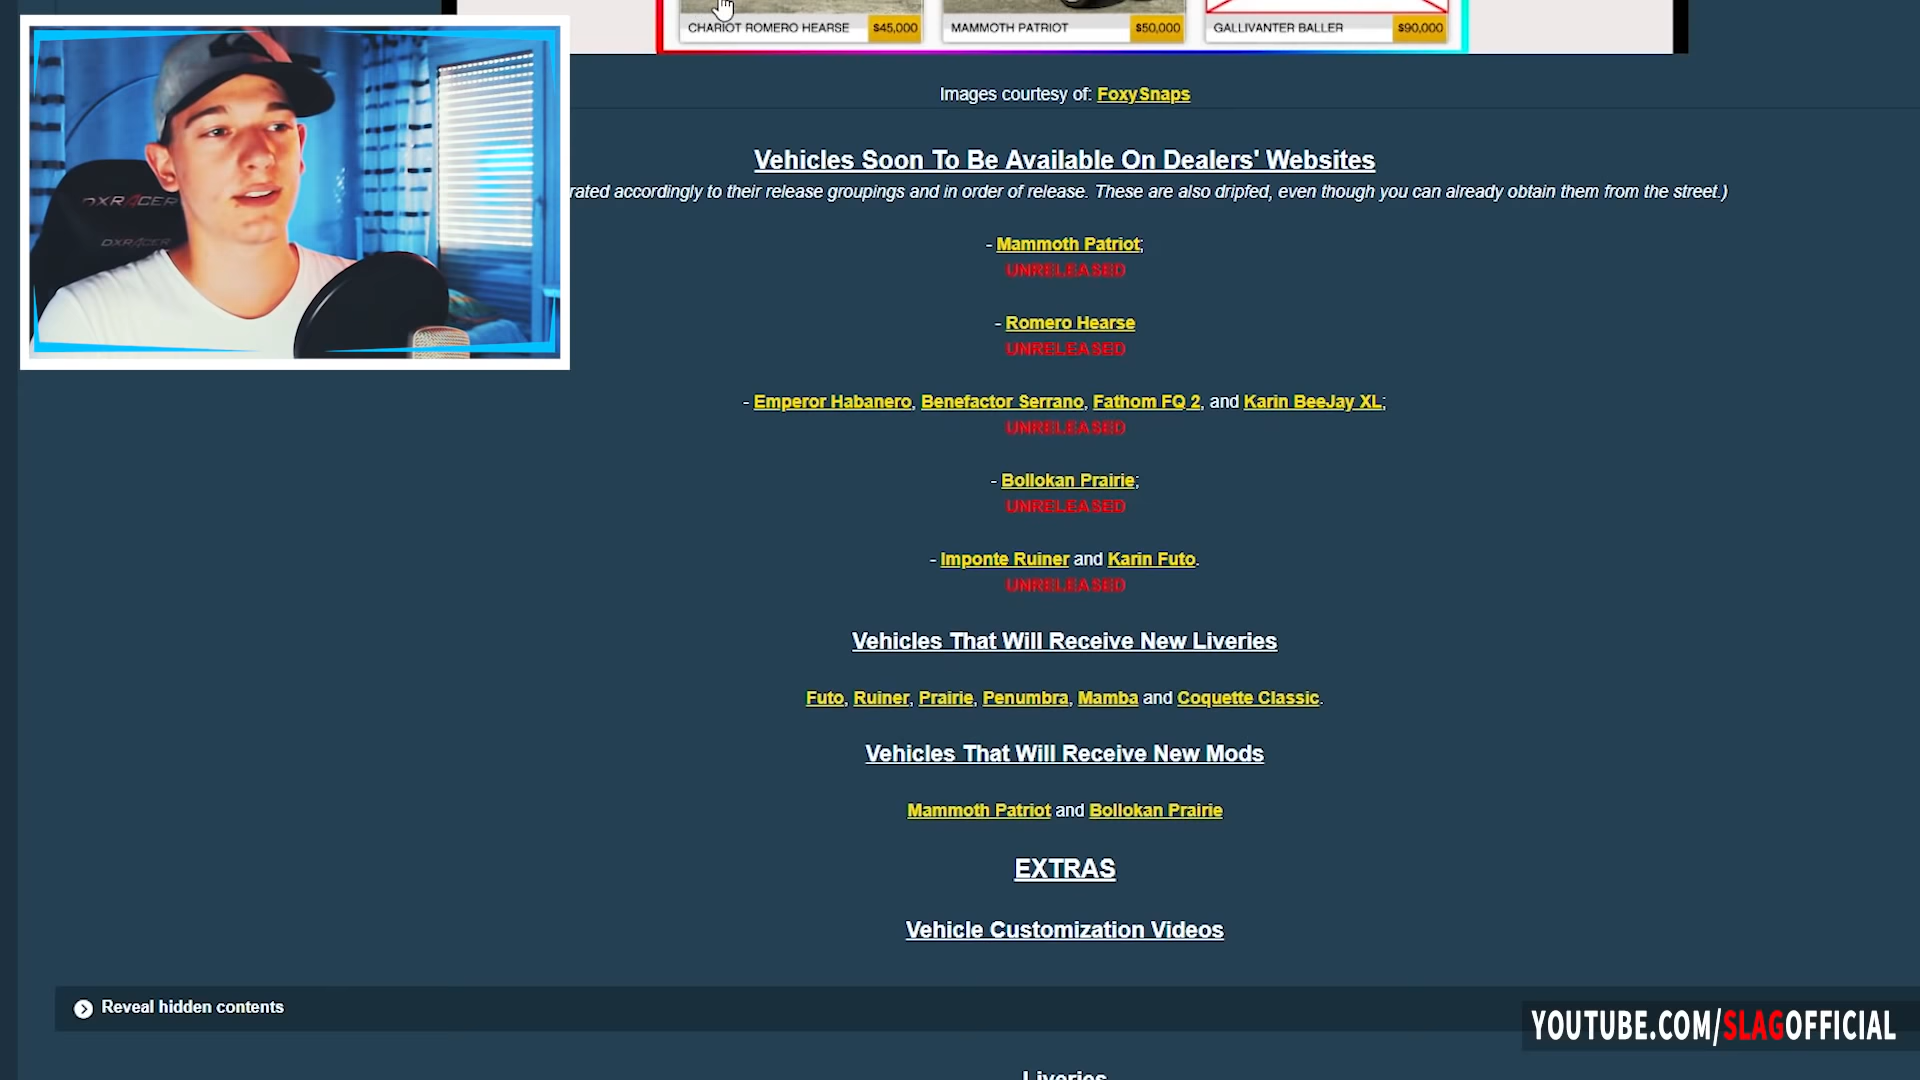 CHARIOT ROMERO HEARSE $45,000 MAMMOTH PATRIOT $50,000 GALLIVANTER BALLER $90,000
Images courtesy of: FoxySnaps
Vehicles Soon To Be Available On Dealers' Websites
rated accordingly to their release groupings and in order of release. These are also dripfed, even though you can already obtain them from the street.)
DXRACER
DXRACER
- Mammoth Patriot;
UNRELEASED
- Romero Hearse
UNRELEASED
- Emperor Habanero, Benefactor Serrano, Fathom FQ 2, and Karin BeeJay XL;
UNRELEASED
- Bollokan Prairie;
UNRELEASED
- Imponte Ruiner and Karin Futo.
UNRELEASED
Vehicles That Will Receive New Liveries
Futo, Ruiner, Prairie, Penumbra, Mamba and Coquette Classic.
Vehicles That Will Receive New Mods
Mammoth Patriot and Bollokan Prairie
EXTRAS
Vehicle Customization Videos
Reveal hidden contents
YOUTUBE.COM/SLAGOFFICIAL
Liveries